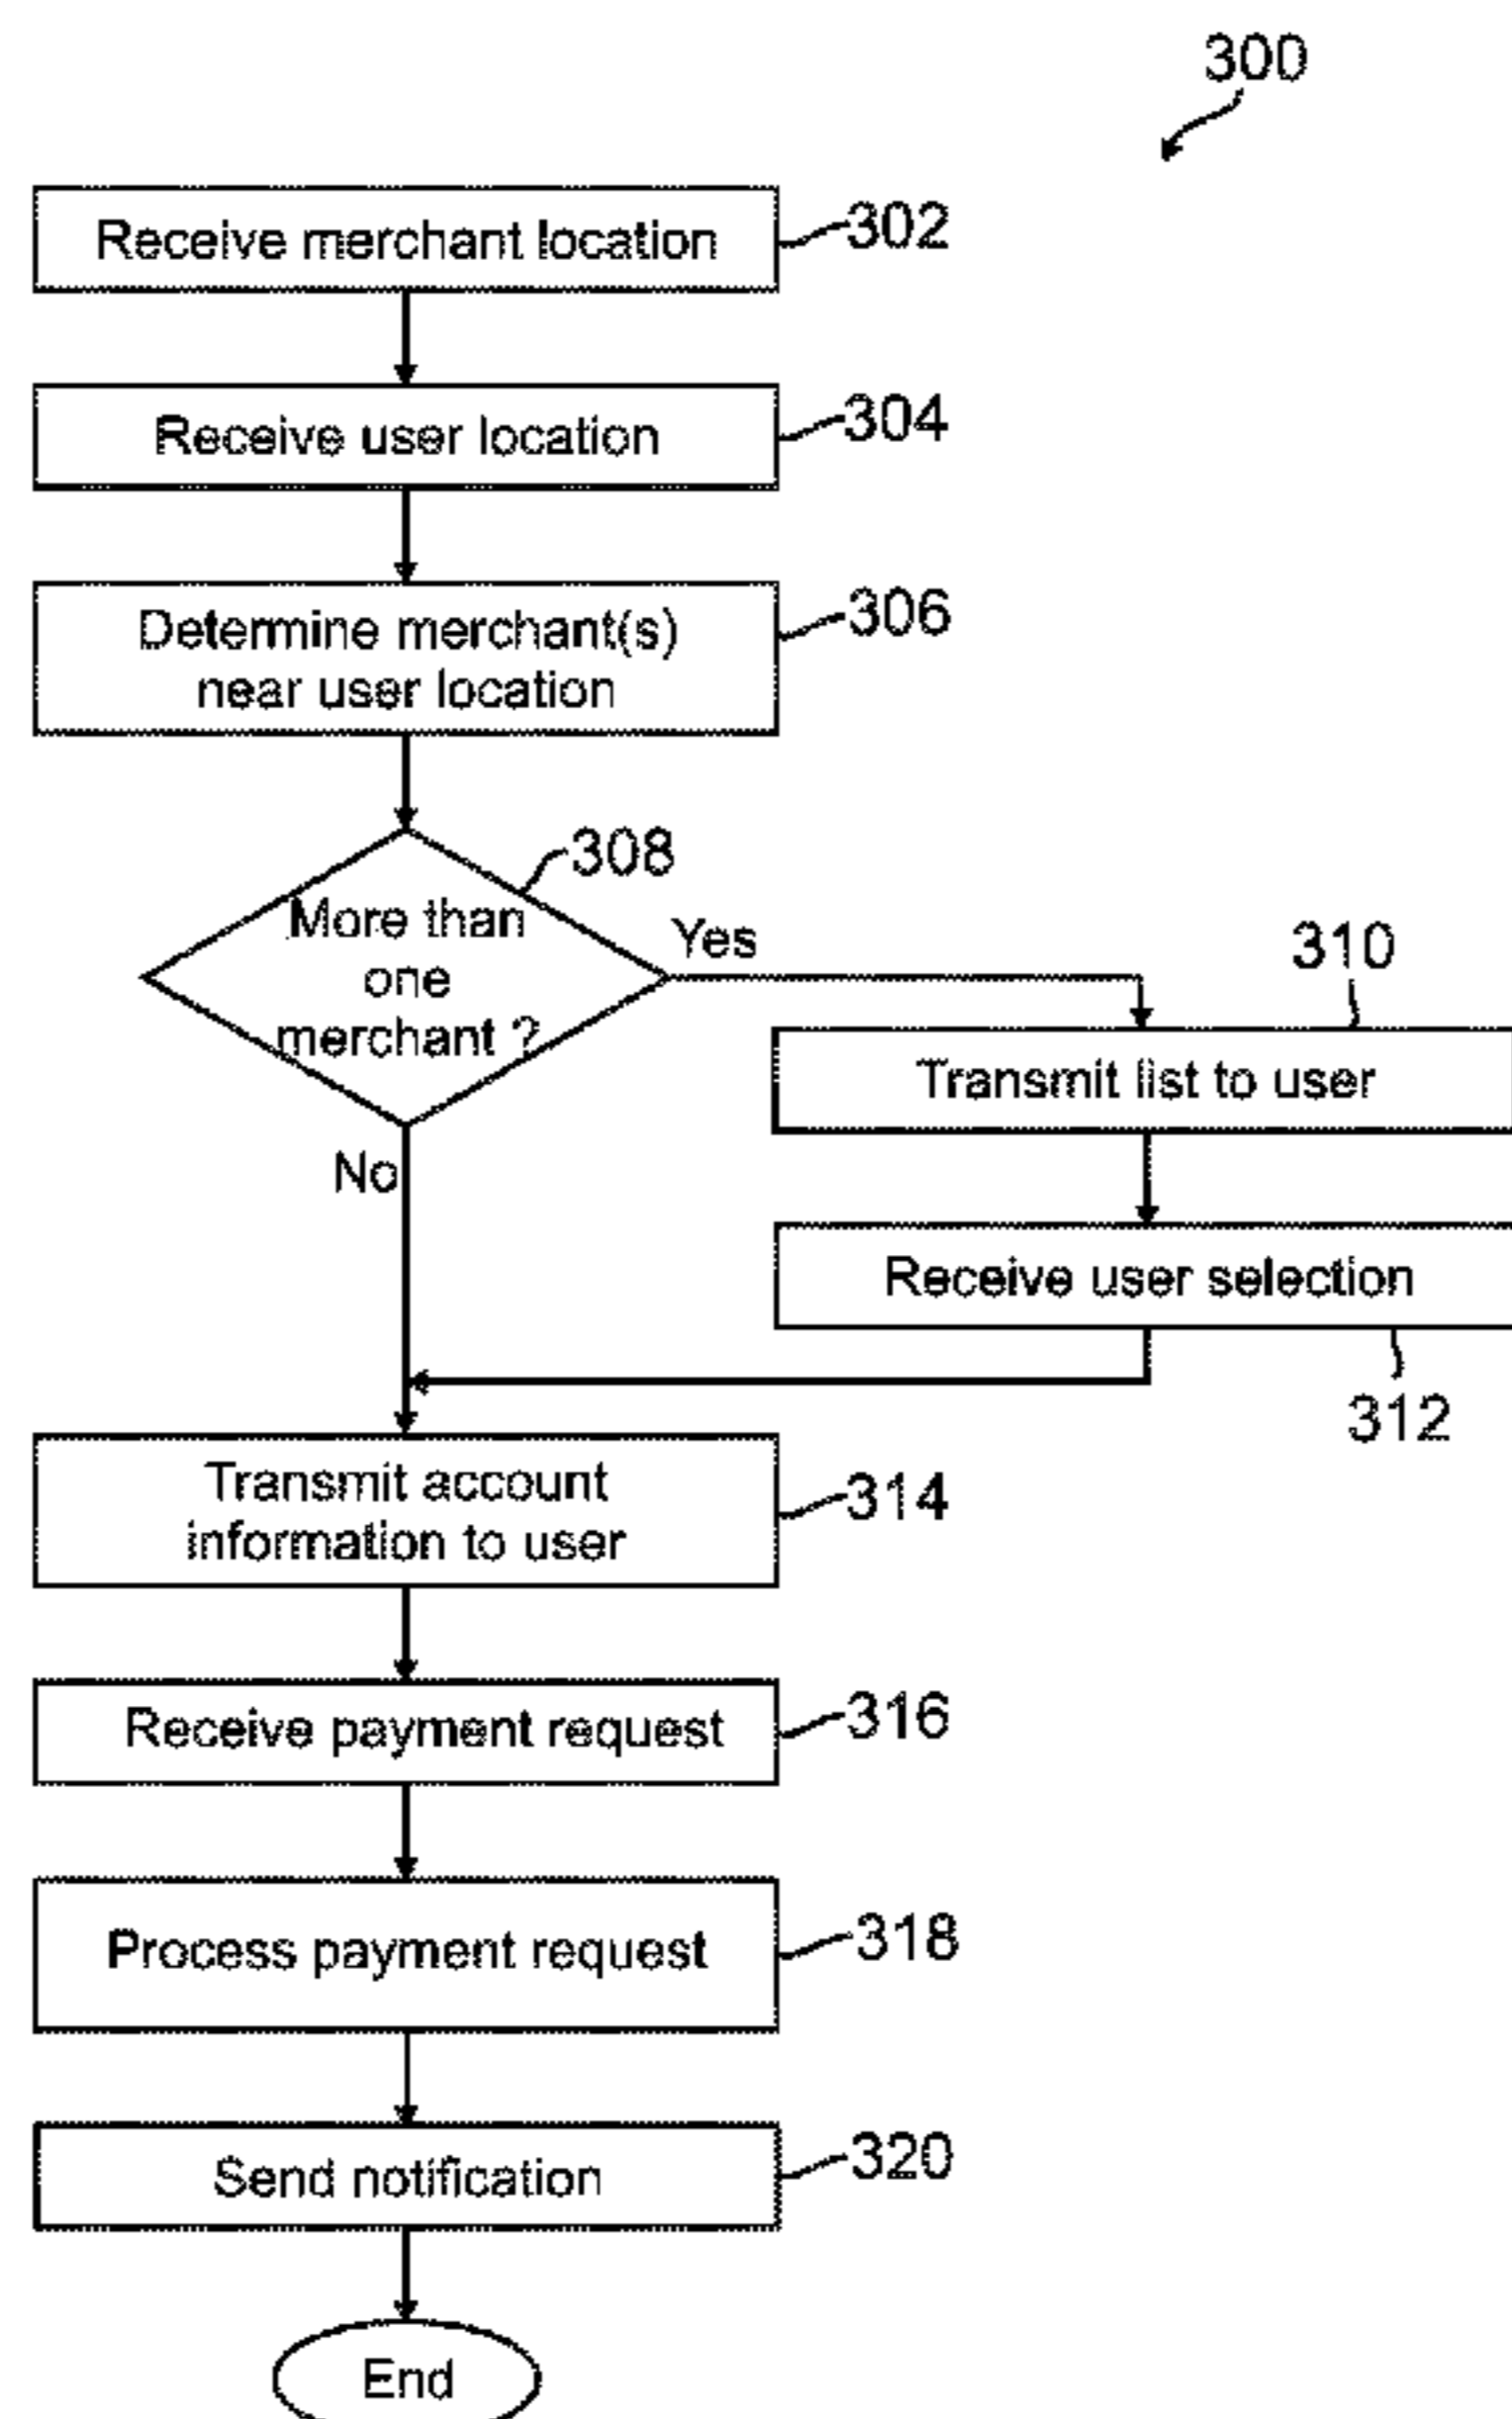 300
Receive merchant location
302
Receive user location
304
Determine merchant(s)
near user location
306
308
More than
one
merchant ?
Yes
No
310
Transmit list to user
Receive user selection
312
Transmit account
information to user
314
Receive payment request
316
Process payment request
318
Send notification
320
End